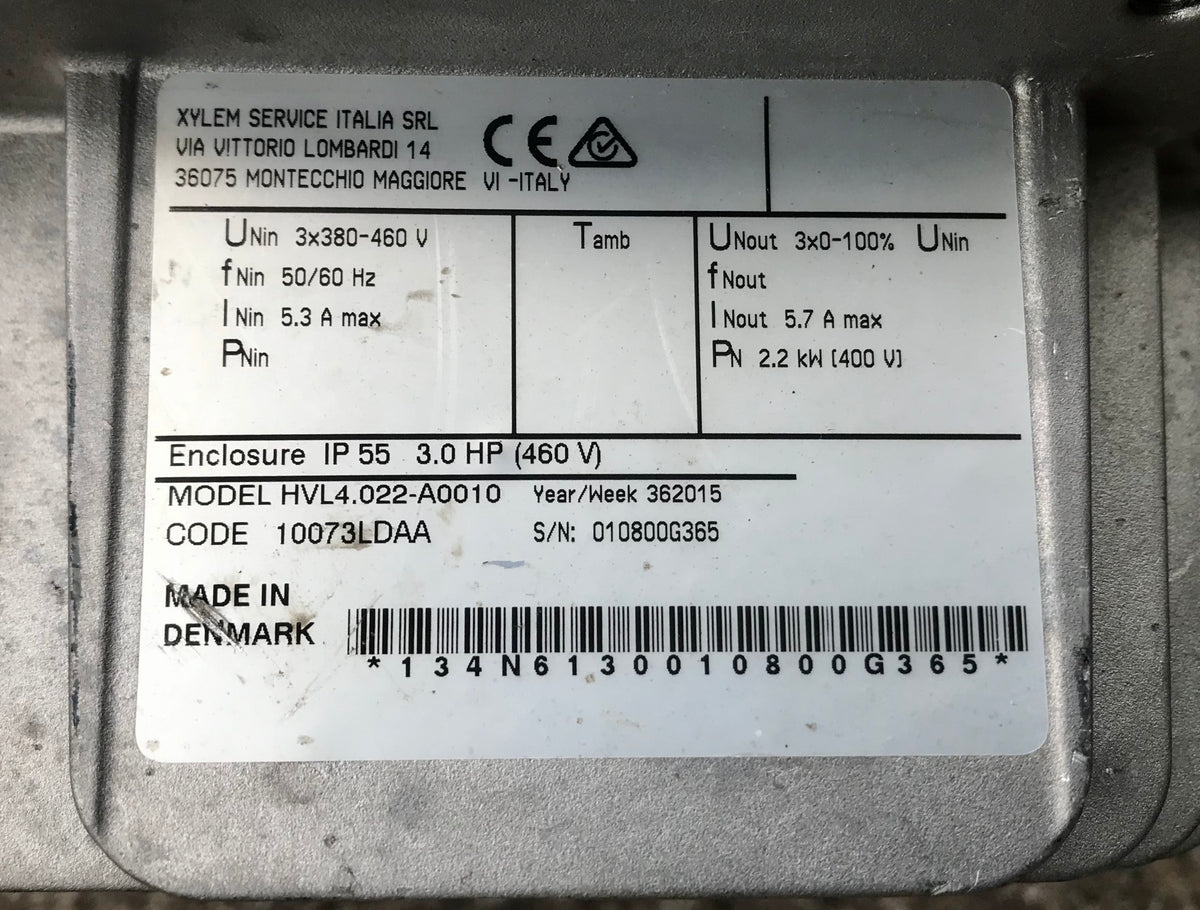 XYLEM SERVICE ITALIA SRL
VIA VITTORIO LOMBARDI 14
36075 MONTECCHIO MAGGIORE VI -ITALY
CE
UNin 3x380-460 V
fNin 50/60 Hz
INin 5.3 A max
PNin
Tamb
UNout 3x0-100% UNin
fNout
INout 5.7 A max
PN 2.2 kW (400 V)
Enclosure IP 55 3.0 HP (460 V)
MODEL HVL4.022-A0010 Year/Week 362015
CODE 10073LDAA S/N: 010800G365
MADE IN
DENMARK
*134N6130010800G365*